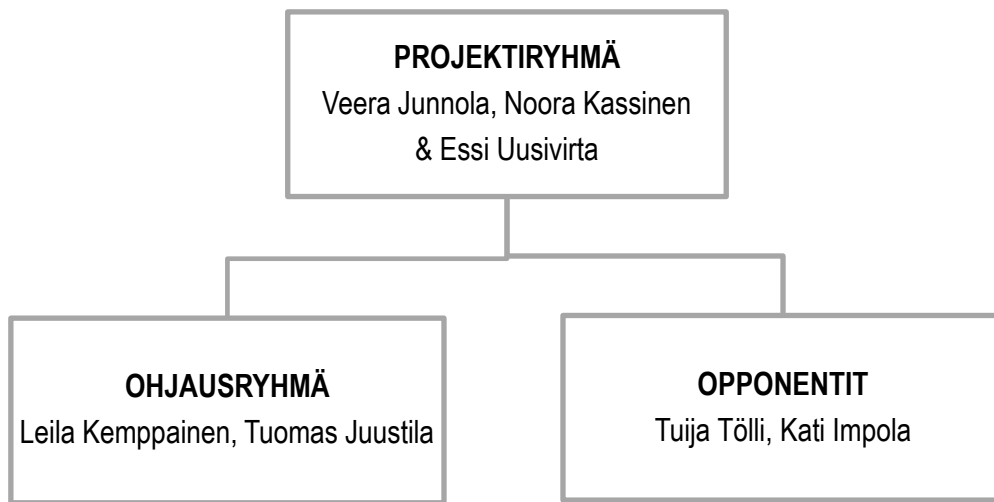 PROJEKTIRYHMÄ
Veera Junnola, Noora Kassinen
& Essi Uusivirta
OHJAUSRYHMÄ
Leila Kemppainen, Tuomas Juustila
OPPONENTIT
Tuija Tölli, Kati Impola